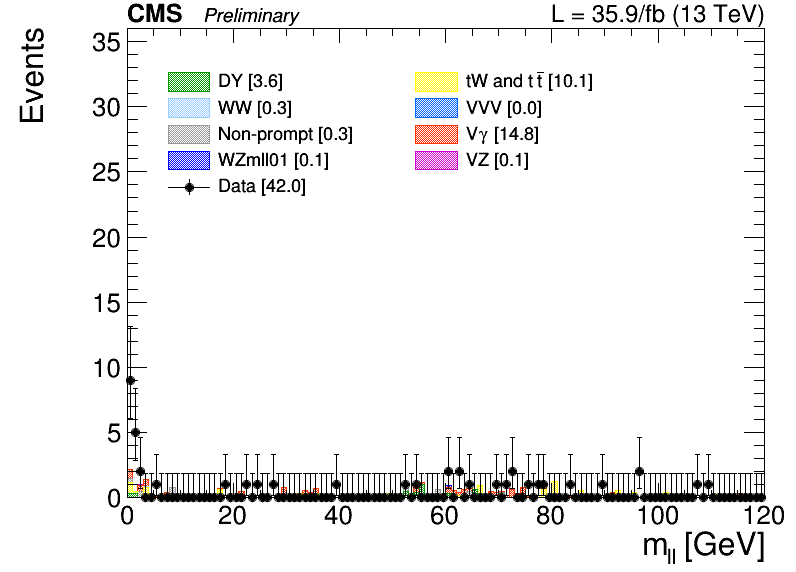 CMS Preliminary L = 35.9/fb (13 TeV)
Events
35
30
25
20
15
10
5
0
DY [3.6]
WW [0.3]
Non-prompt [0.3]
WZmll01 [0.1]
Data [42.0]
tW and t t̄ [10.1]
VVV [0.0]
Vγ [14.8]
VZ [0.1]
0 20 40 60 80 100 120
m_ll [GeV]